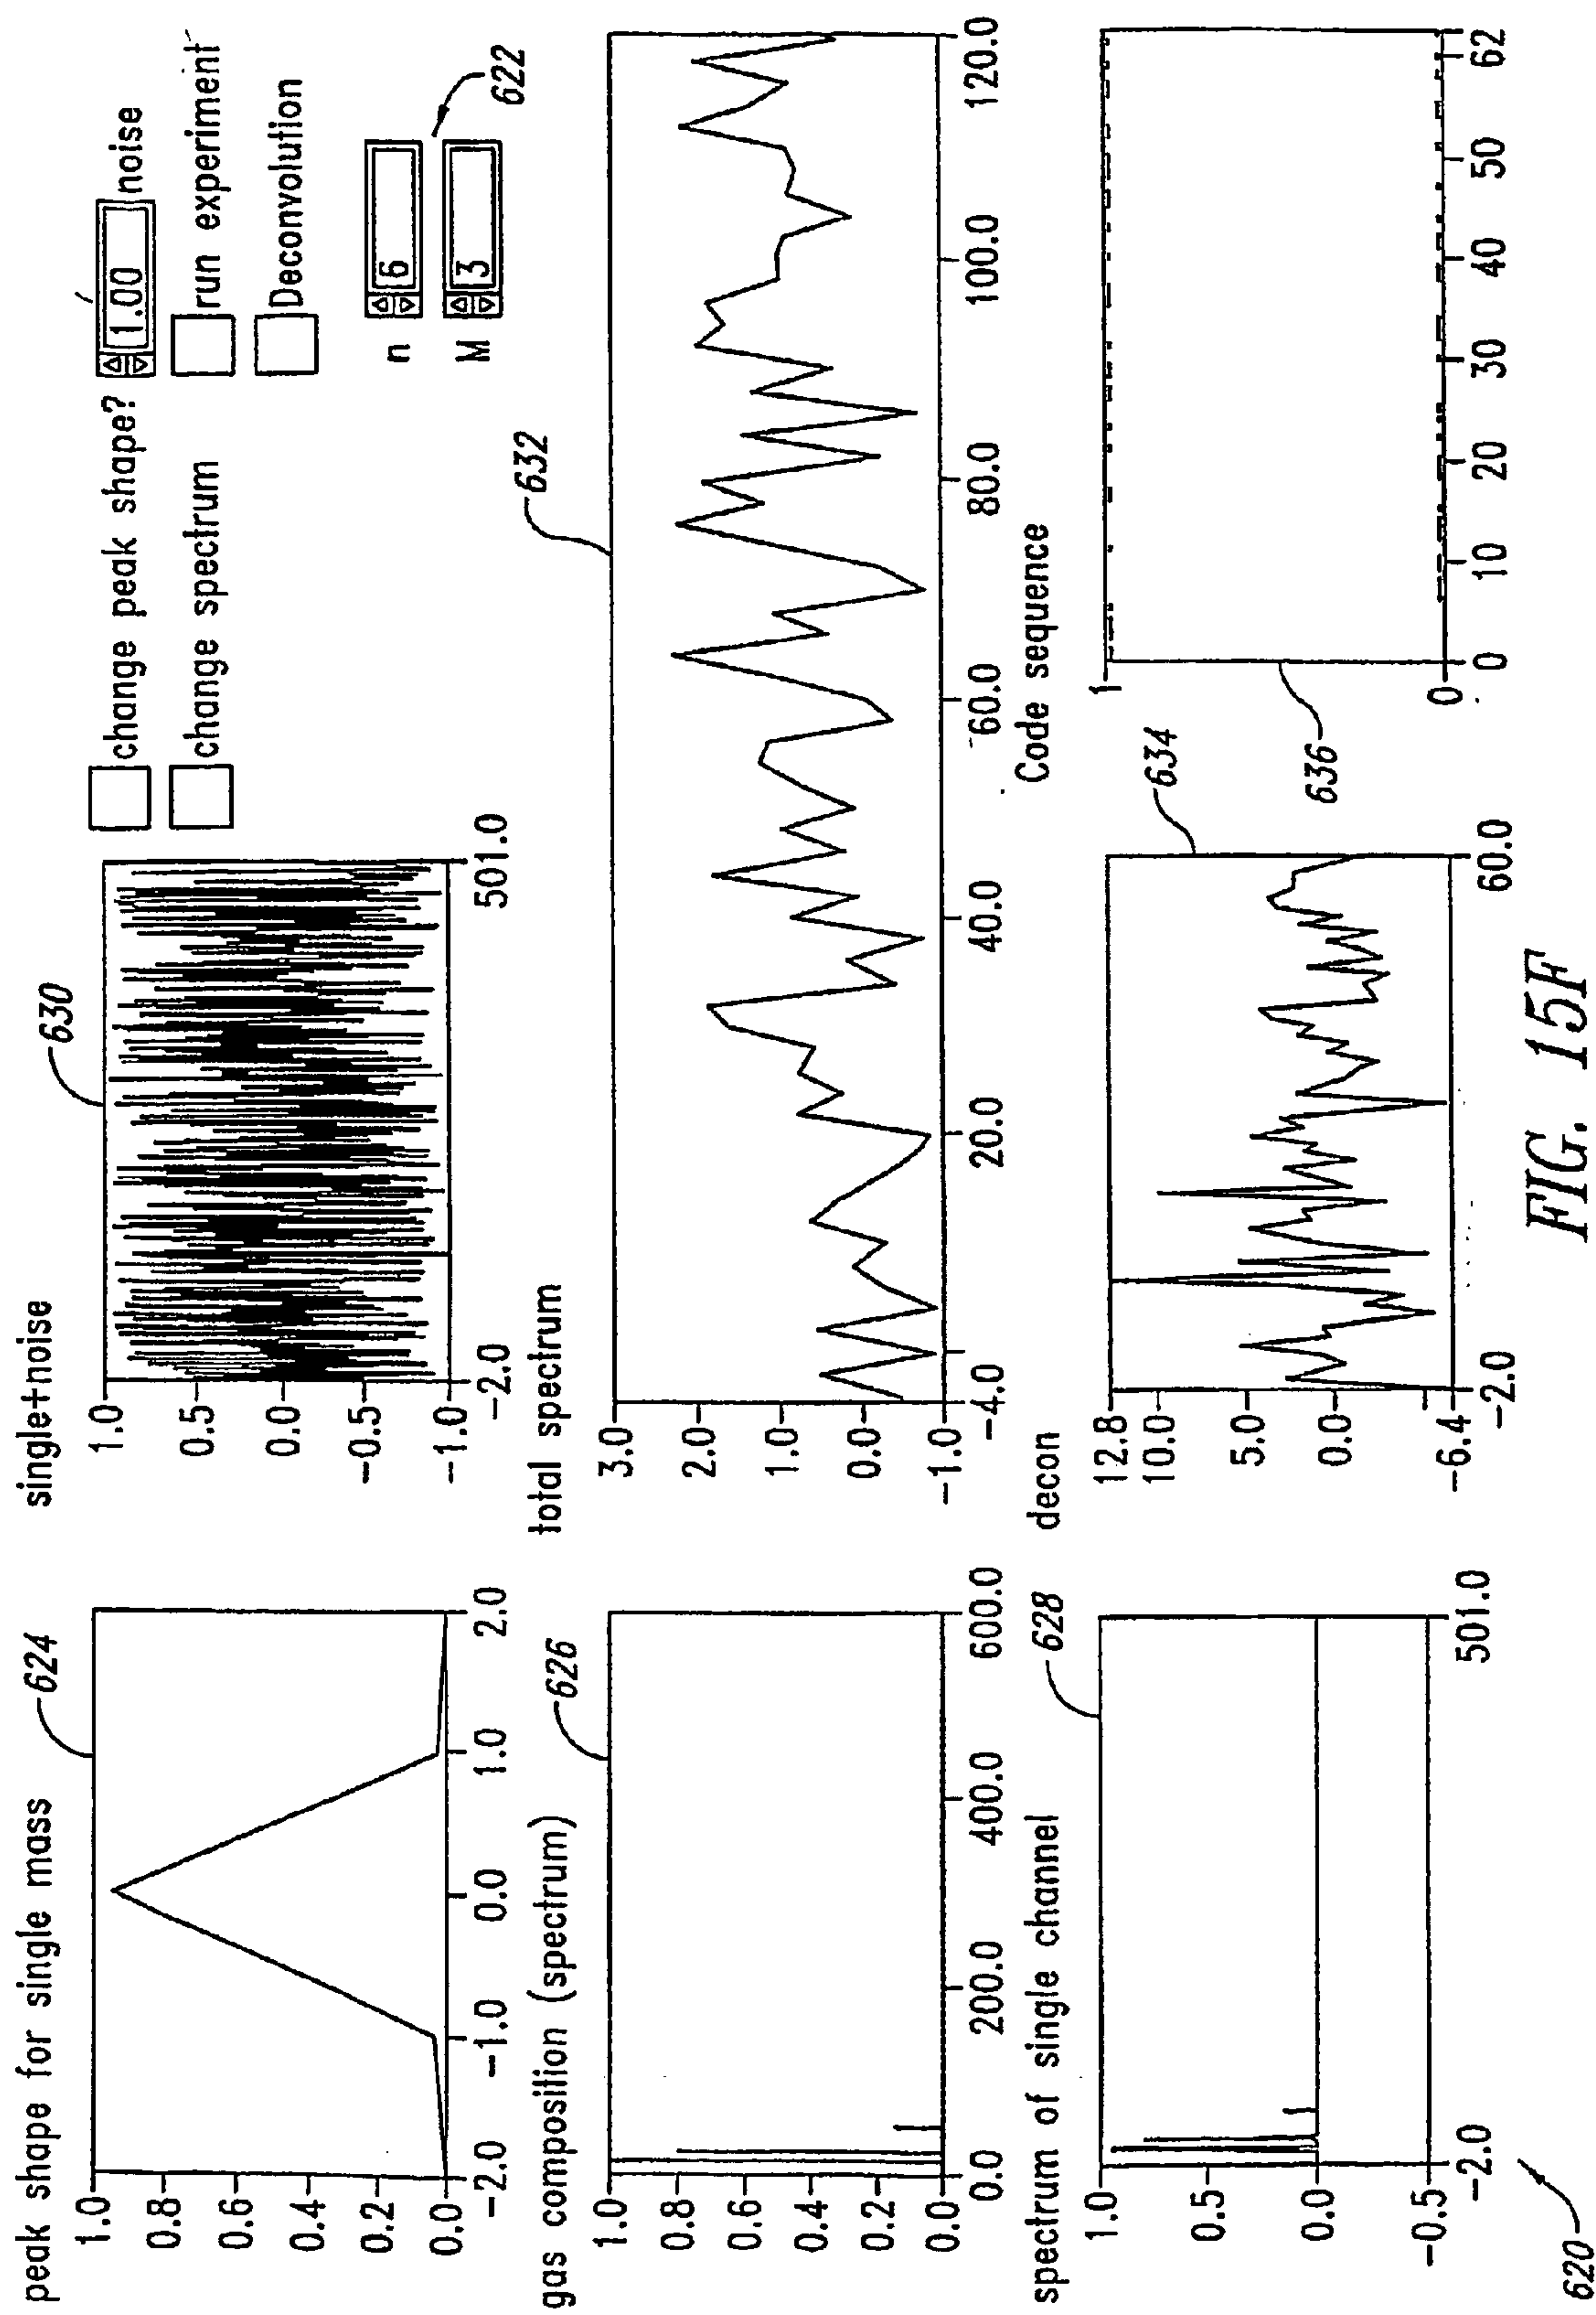 peak shape for single mass
624
1.0
0.8
0.6
0.4
0.2
0.0
-2.0 -1.0 0.0 1.0 2.0
gas composition (spectrum)
626
1.0
0.8
0.6
0.4
0.2
0.0
0.0 200.0 400.0 600.0
spectrum of single channel
628
1.0
0.5
0.0
-0.5
-2.0 501.0
620
single+noise
630
1.0
0.5
0.0
-0.5
-1.0
-2.0 501.0
change peak shape?
1.00 noise
change spectrum
run experiment
Deconvolution
n 6
M 3
622
total spectrum
632
3.0
2.0
1.0
0.0
-1.0
-4.0 20.0 40.0 60.0 80.0 100.0 120.0
decon
634
12.8
10.0
5.0
0.0
-6.4
-2.0 60.0
Code sequence
636
1
0
0 10 20 30 40 50 62
FIG. 15F